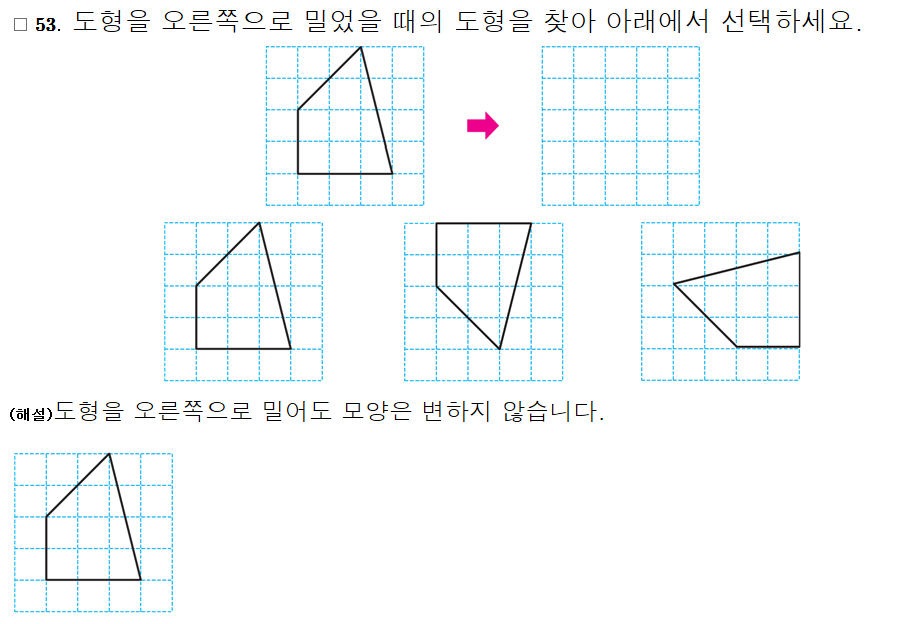 □ 53. 도형을 오른쪽으로 밀었을 때의 도형을 찾아 아래에서 선택하세요.
(해설)도형을 오른쪽으로 밀어도 모양은 변하지 않습니다.